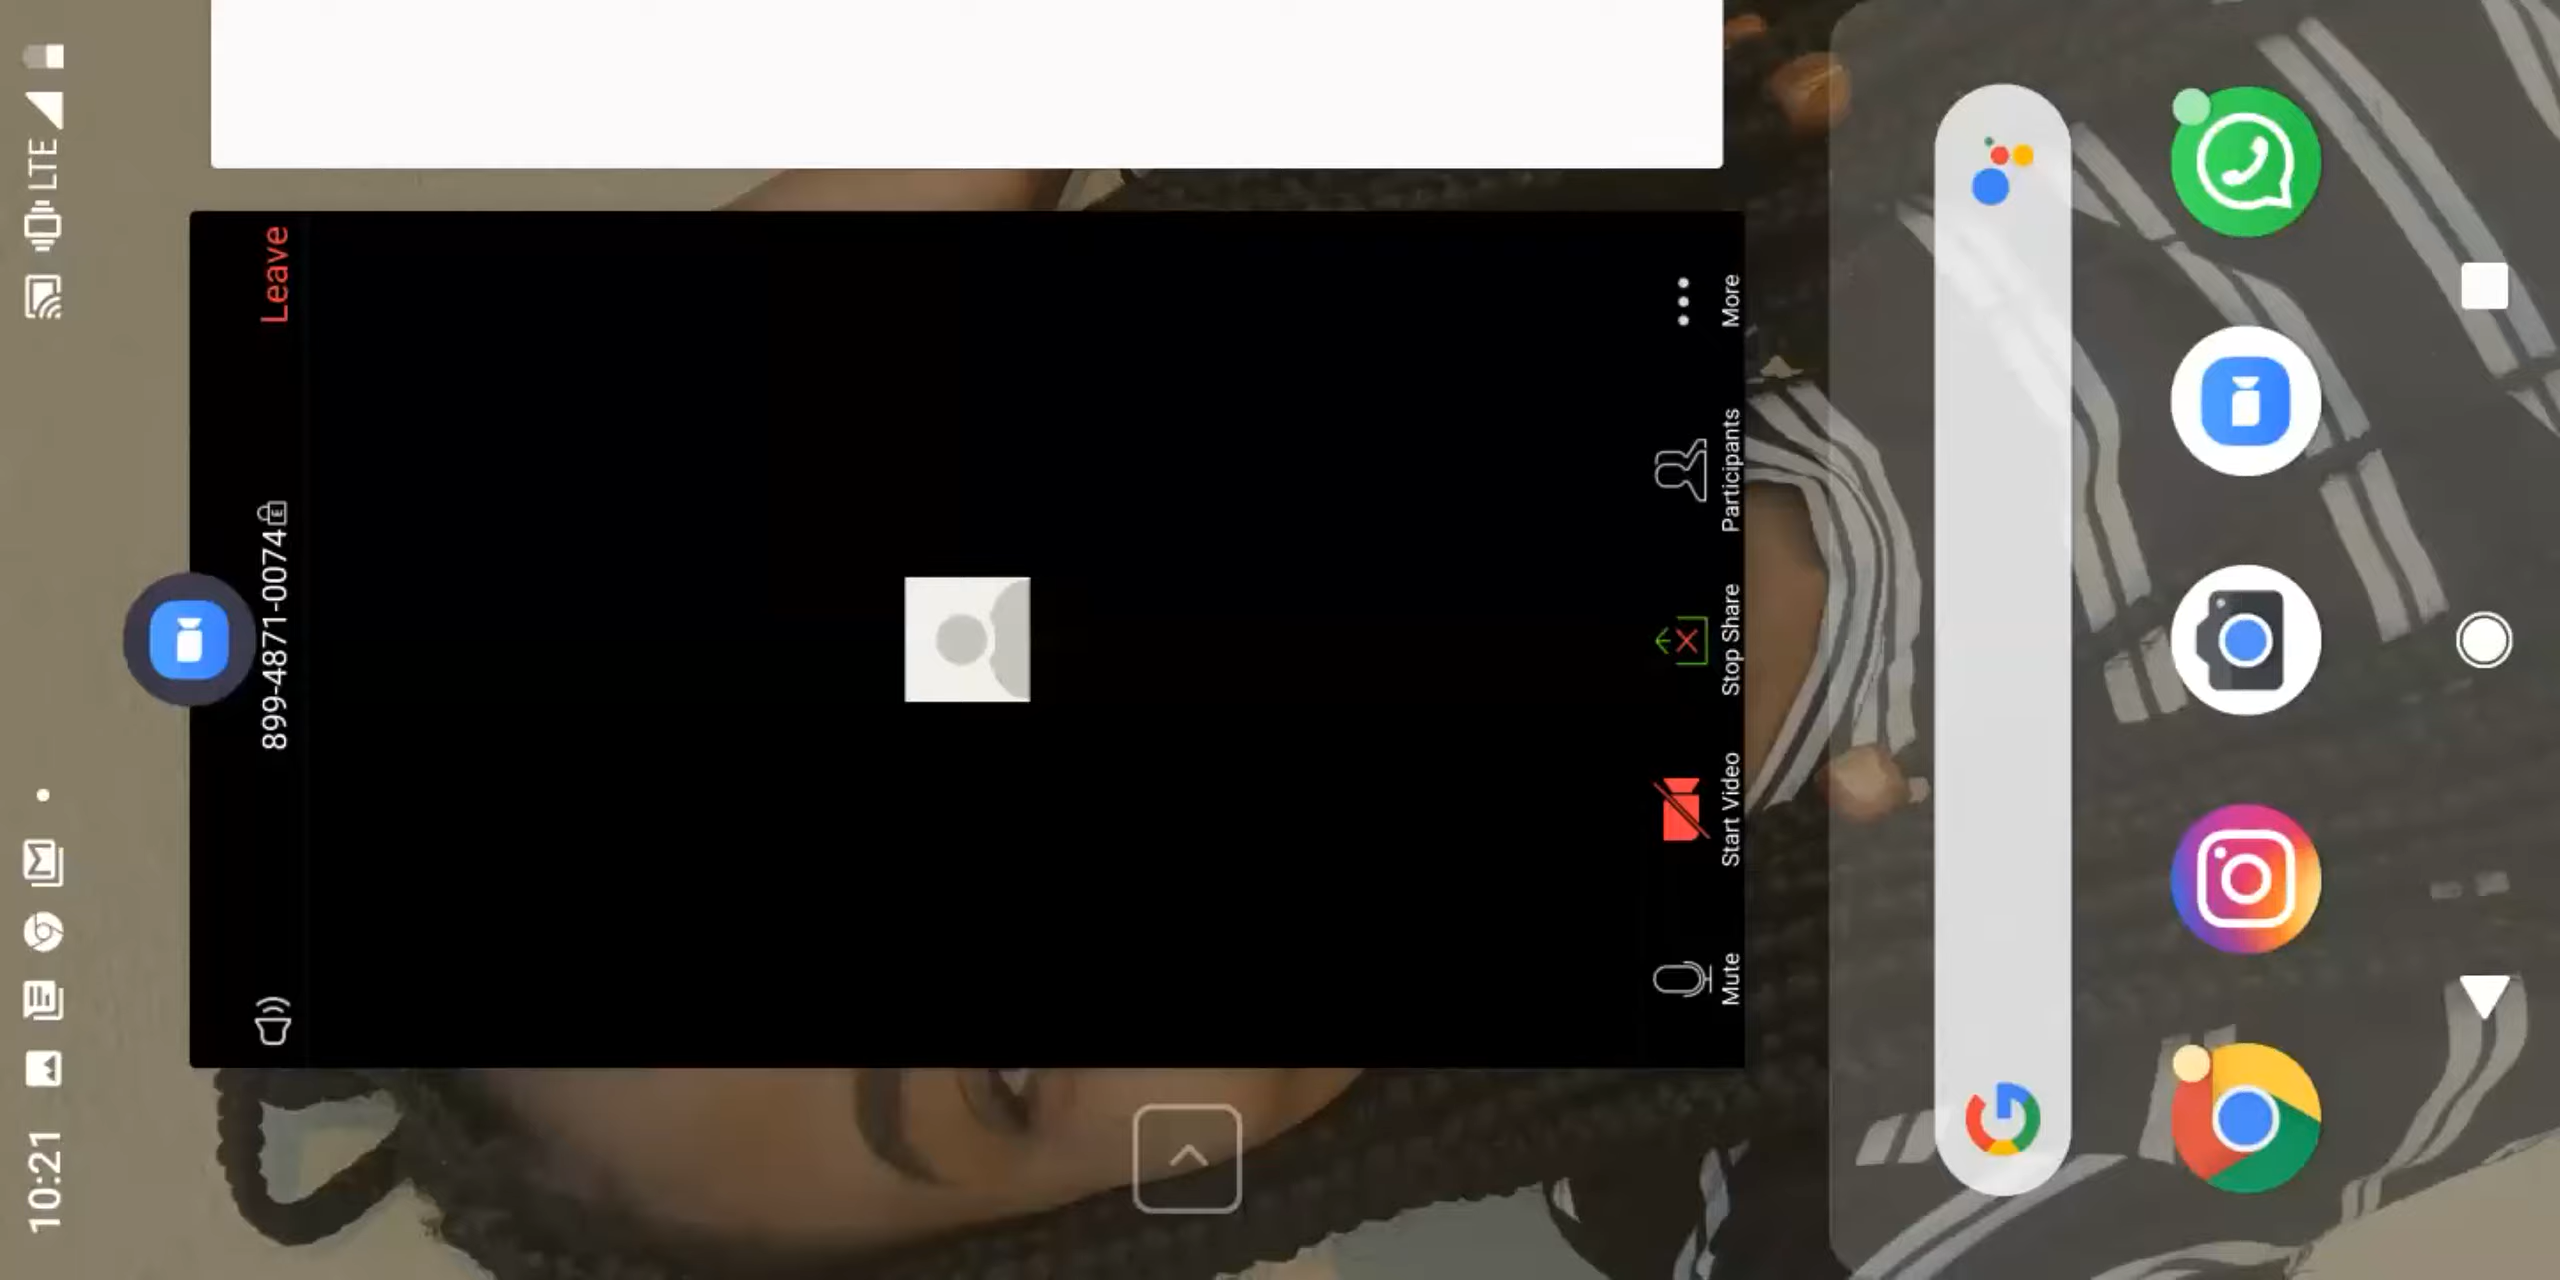 10:21
LTE
899-4871-0074
Leave
Mute
Start Video
Stop Share
Participants
More